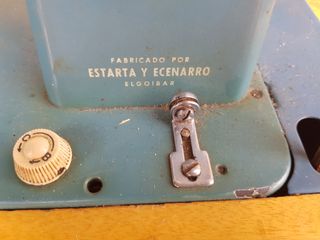 FABRICADO POR
ESTARTA Y ECENARRO
ELGOIBAR